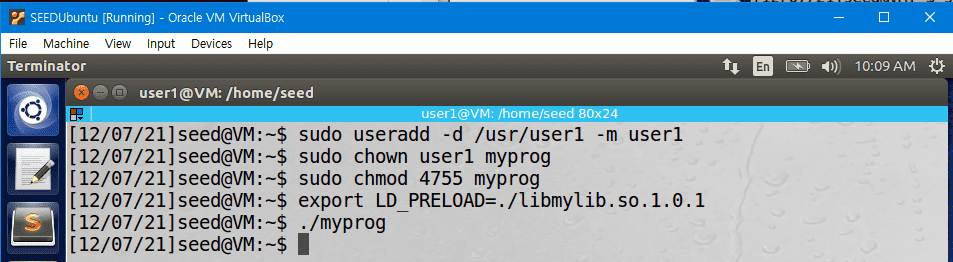 SEEDUbuntu [Running] - Oracle VM VirtualBox
File Machine View Input Devices Help
Terminator En 10:09 AM
user1@VM: /home/seed
user1@VM: /home/seed 80x24
[12/07/21]seed@VM:~$ sudo useradd -d /usr/user1 -m user1
[12/07/21]seed@VM:~$ sudo chown user1 myprog
[12/07/21]seed@VM:~$ sudo chmod 4755 myprog
[12/07/21]seed@VM:~$ export LD_PRELOAD=./libmylib.so.1.0.1
[12/07/21]seed@VM:~$ ./myprog
[12/07/21]seed@VM:~$